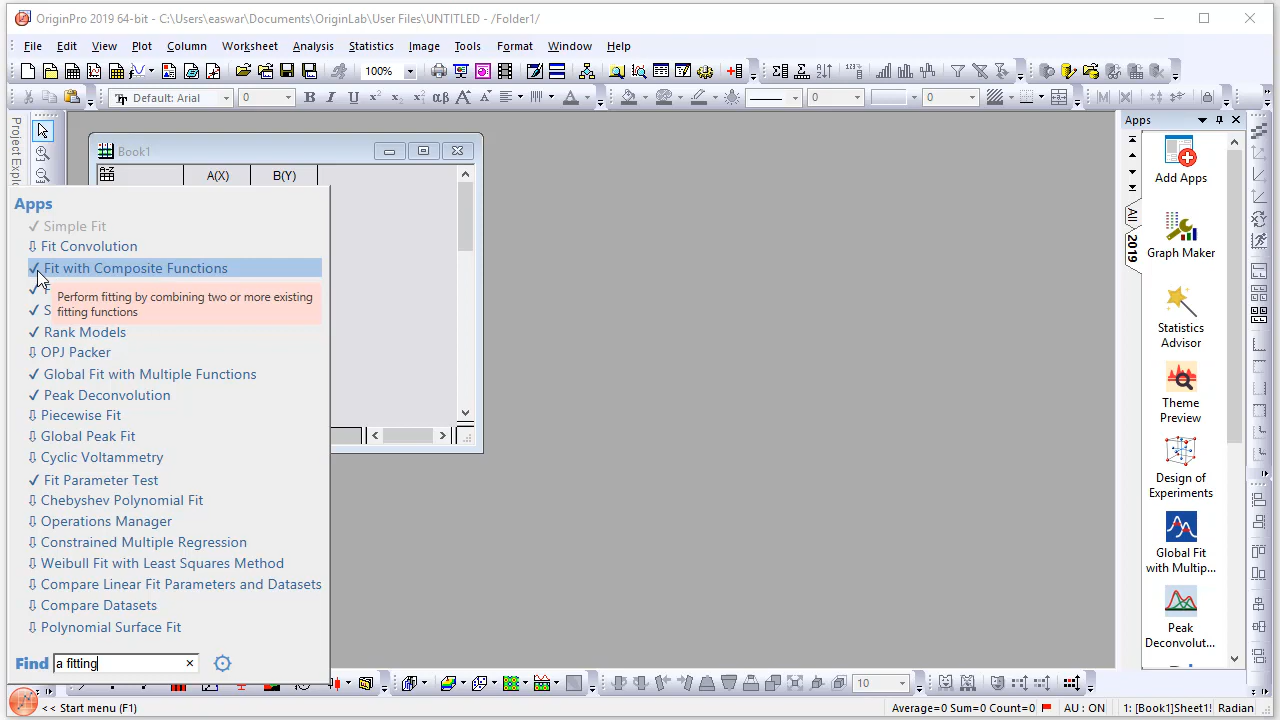 OriginPro 2019 64-bit - C:\Users\easwar\Documents\OriginLab\User Files\UNTITLED - /Folder1/
File Edit View Plot Column Worksheet Analysis Statistics Image Tools Format Window Help
100%
Default: Arial 0 B I U x² x₂ αβ A A A 0 0
Project Explo
Apps
Book1
A(X) B(Y)
Apps
Simple Fit
Fit Convolution
Fit with Composite Functions
Perform fitting by combining two or more existing
fitting functions
S
Rank Models
OPJ Packer
Global Fit with Multiple Functions
Peak Deconvolution
Piecewise Fit
Global Peak Fit
Cyclic Voltammetry
Fit Parameter Test
Chebyshev Polynomial Fit
Operations Manager
Constrained Multiple Regression
Weibull Fit with Least Squares Method
Compare Linear Fit Parameters and Datasets
Compare Datasets
Polynomial Surface Fit
Find a fitting
All
2019
Add Apps
Graph Maker
Statistics
Advisor
Theme
Preview
Design of
Experiments
Global Fit
with Multip...
Peak
Deconvolut...
10
<< Start menu (F1) Average=0 Sum=0 Count=0 AU : ON 1: [Book1]Sheet1! Radian